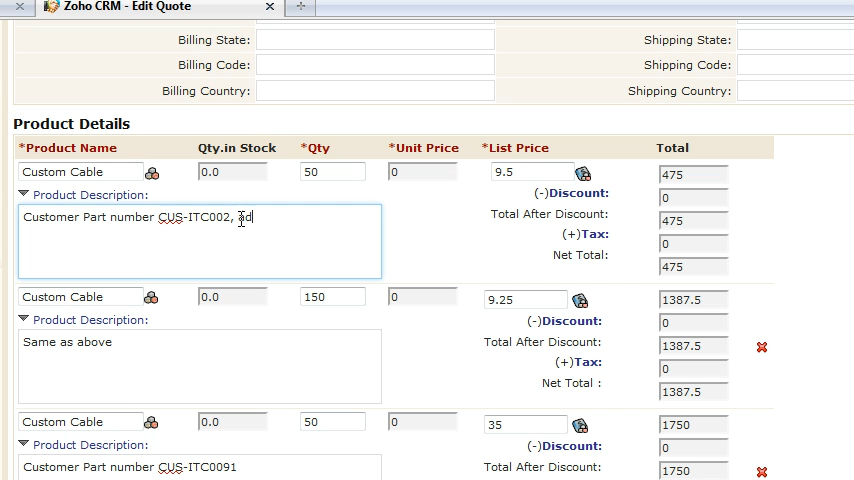 Zoho CRM - Edit Quote
Billing State: Shipping State:
Billing Code: Shipping Code:
Billing Country: Shipping Country:
Product Details
*Product Name Qty.in Stock *Qty *Unit Price *List Price Total
Custom Cable 0.0 50 0 9.5 475
Product Description: (-)Discount: 0
Customer Part number CUS-ITC002, ad
Total After Discount: 475
(+)Tax: 0
Net Total: 475
Custom Cable 0.0 150 0 9.25 1387.5
Product Description: (-)Discount: 0
Same as above
Total After Discount: 1387.5
(+)Tax: 0
Net Total : 1387.5
Custom Cable 0.0 50 0 35 1750
Product Description: (-)Discount: 0
Customer Part number CUS-ITC0091
Total After Discount: 1750